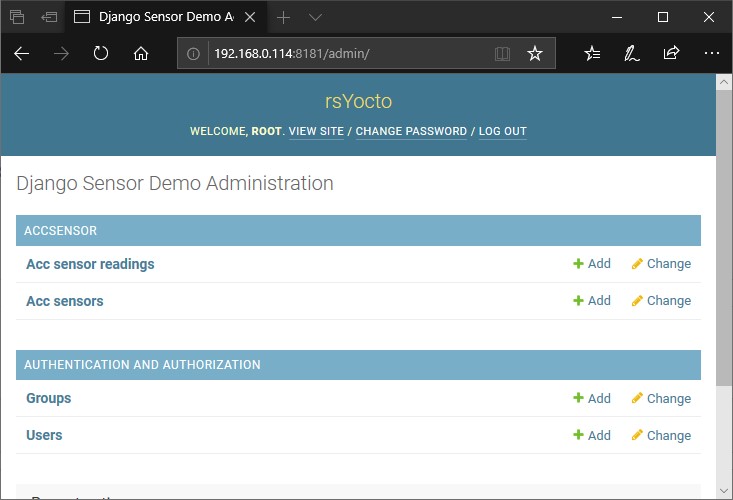 Django Sensor Demo A
192.168.0.114:8181/admin/
rsYocto
WELCOME, ROOT. VIEW SITE / CHANGE PASSWORD / LOG OUT
Django Sensor Demo Administration
ACCSENSOR
Acc sensor readings Add Change
Acc sensors Add Change
AUTHENTICATION AND AUTHORIZATION
Groups Add Change
Users Add Change